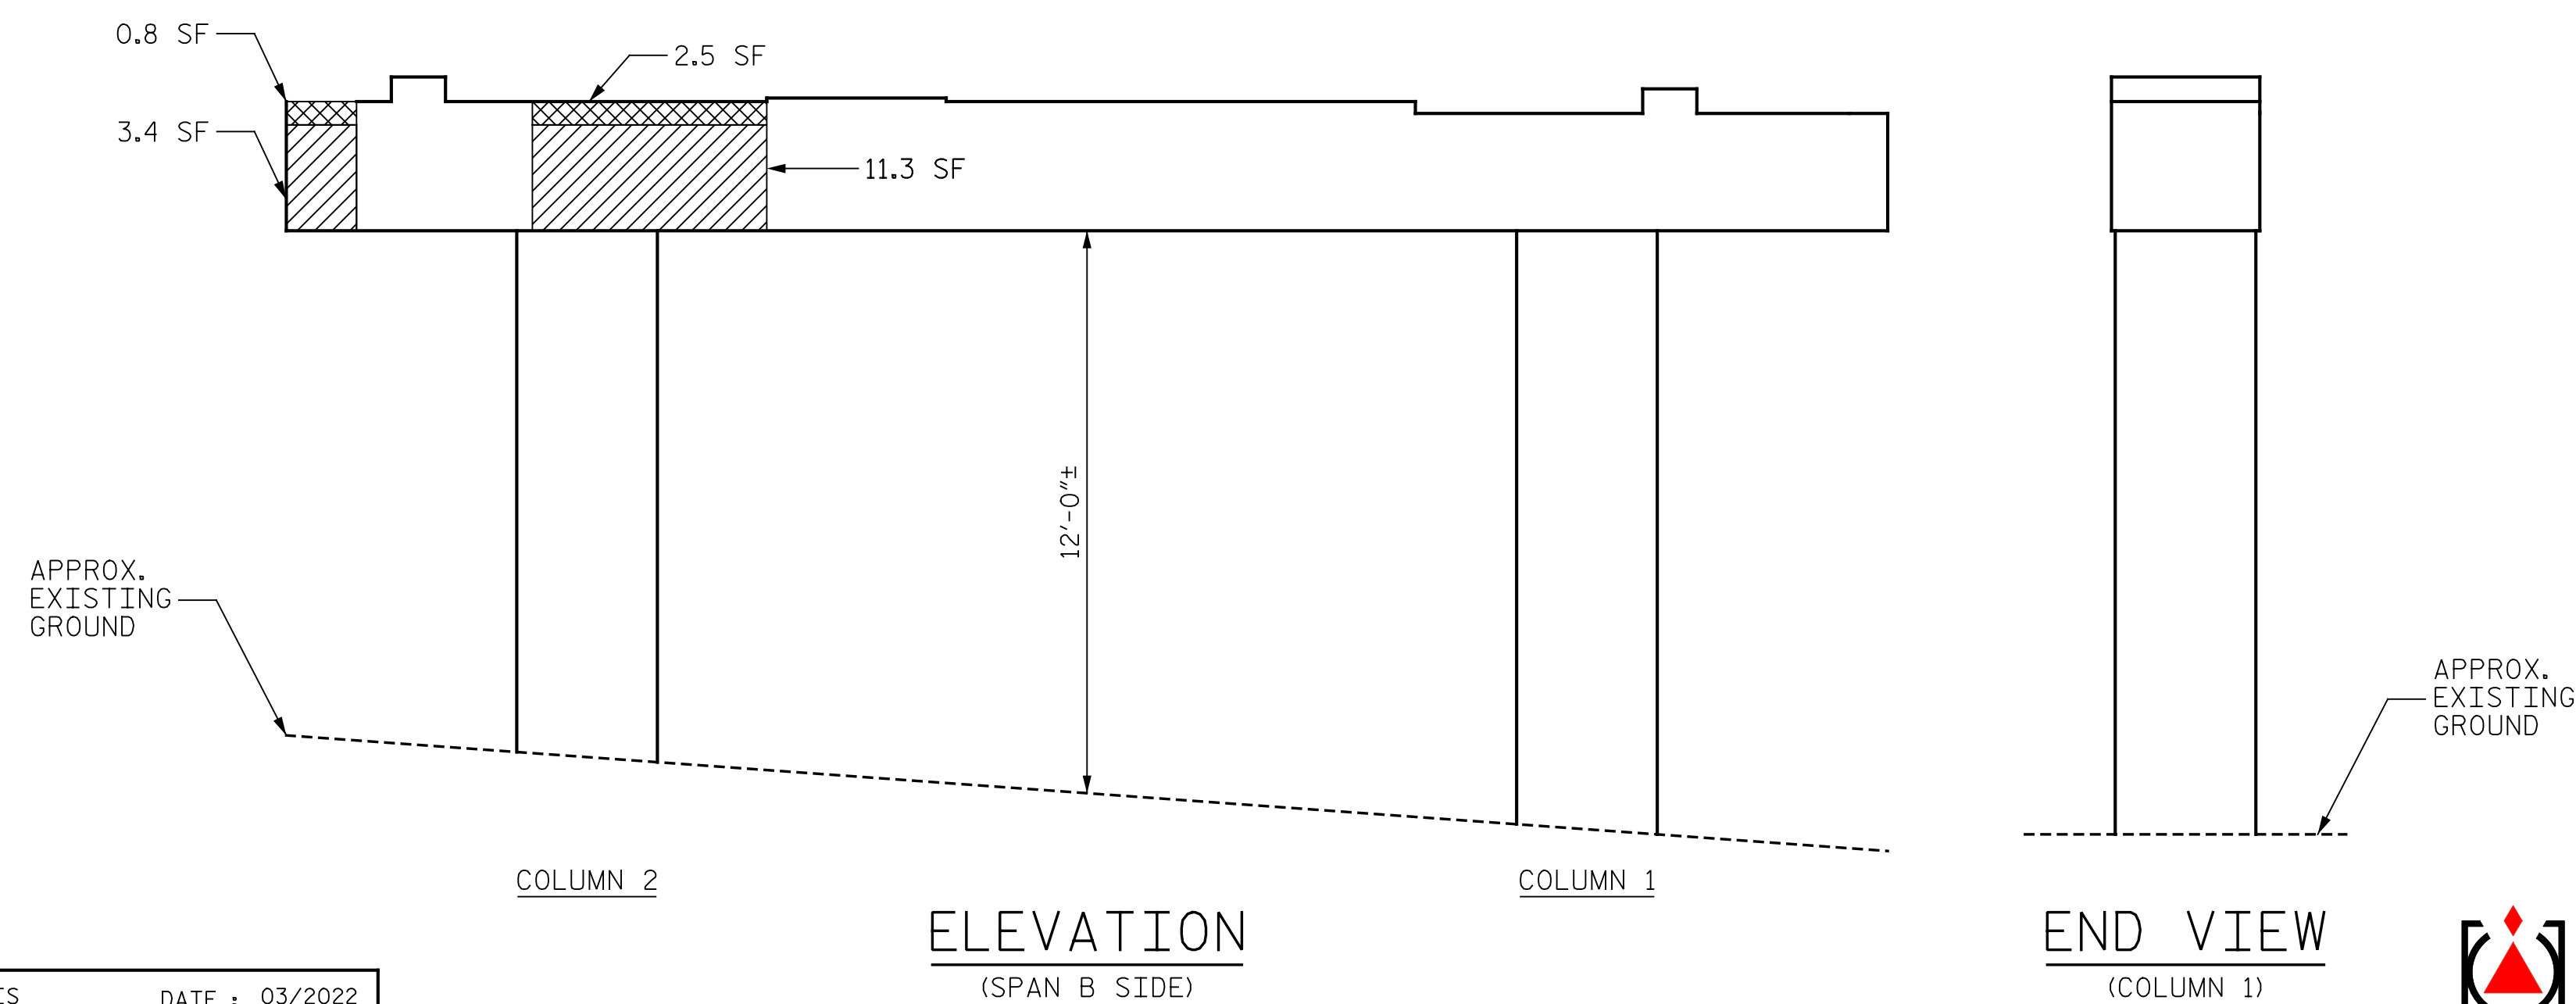 0.8 SF
2.5 SF
3.4 SF
11.3 SF
12'-0"±
APPROX.
EXISTING
GROUND
APPROX.
EXISTING
GROUND
COLUMN 2
COLUMN 1
ELEVATION
(SPAN B SIDE)
END VIEW
(COLUMN 1)
DATE : 03/2022